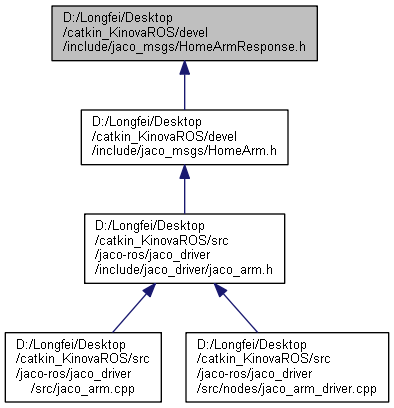 D:/Longfei/Desktop
/catkin_KinovaROS/devel
/include/jaco_msgs/HomeArmResponse.h
D:/Longfei/Desktop
/catkin_KinovaROS/devel
/include/jaco_msgs/HomeArm.h
D:/Longfei/Desktop
/catkin_KinovaROS/src
/jaco-ros/jaco_driver
/include/jaco_driver/jaco_arm.h
D:/Longfei/Desktop
/catkin_KinovaROS/src
/jaco-ros/jaco_driver
/src/jaco_arm.cpp
D:/Longfei/Desktop
/catkin_KinovaROS/src
/jaco-ros/jaco_driver
/src/nodes/jaco_arm_driver.cpp